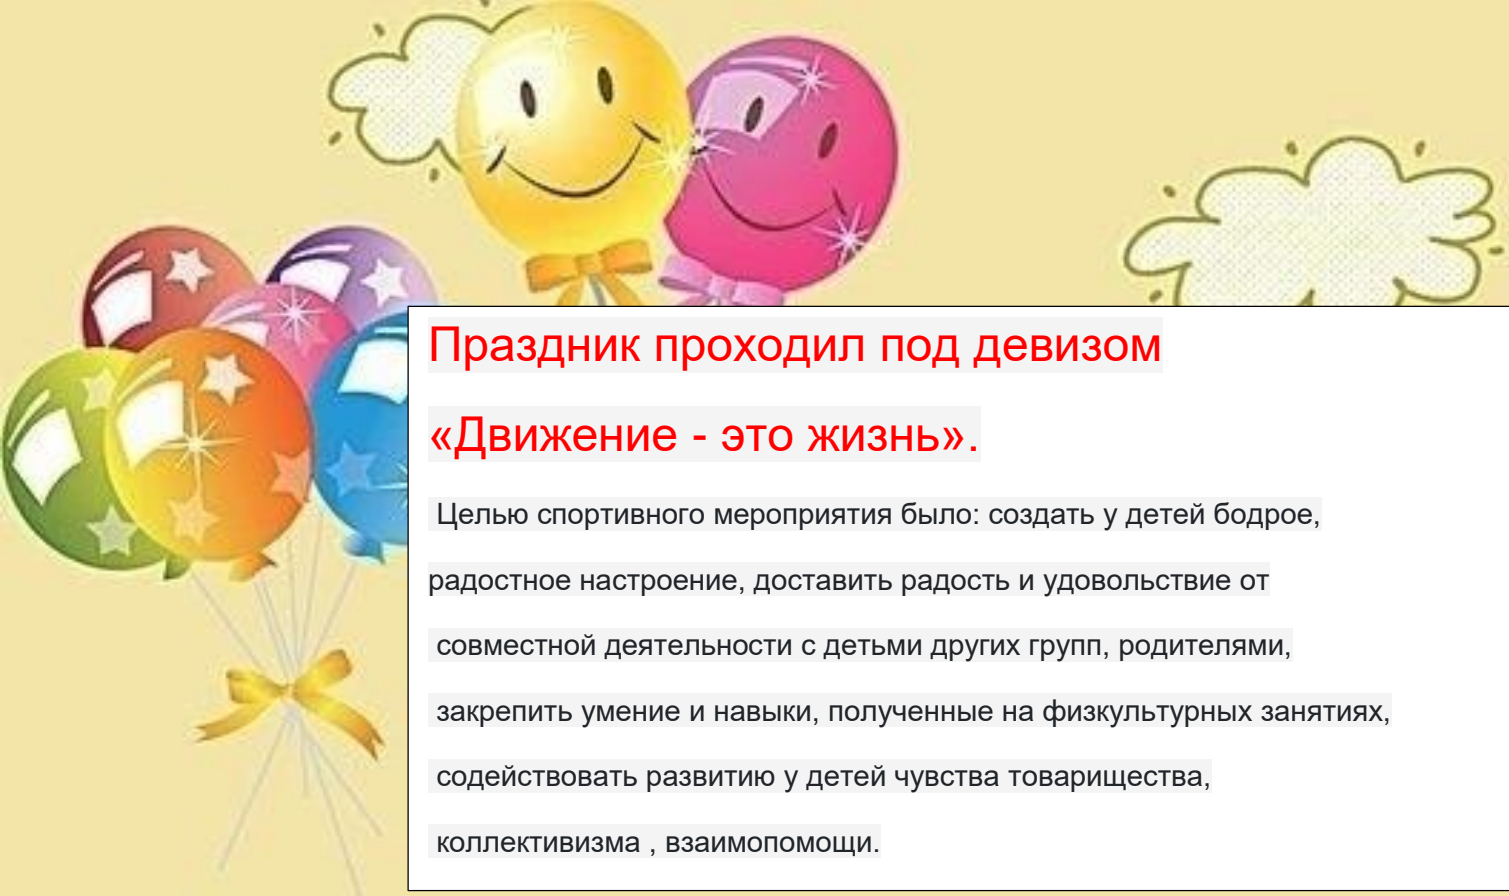 Праздник проходил под девизом
«Движение - это жизнь».
Целью спортивного мероприятия было: создать у детей бодрое,
радостное настроение, доставить радость и удовольствие от
совместной деятельности с детьми других групп, родителями,
закрепить умение и навыки, полученные на физкультурных занятиях,
содействовать развитию у детей чувства товарищества,
коллективизма , взаимопомощи.